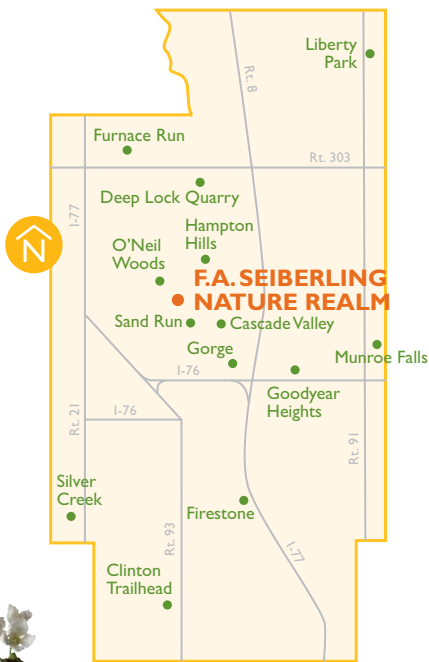 Liberty
Park
Rt. 8
Furnace Run
Rt. 303
Deep Lock Quarry
I-77
Hampton
Hills
N
O'Neil
Woods
F.A. SEIBERLING
NATURE REALM
Sand Run
Cascade Valley
Gorge
Munroe Falls
I-76
Goodyear
Heights
I-76
Rt. 21
Rt. 91
Silver
Creek
Firestone
Rt. 93
I-77
Clinton
Trailhead